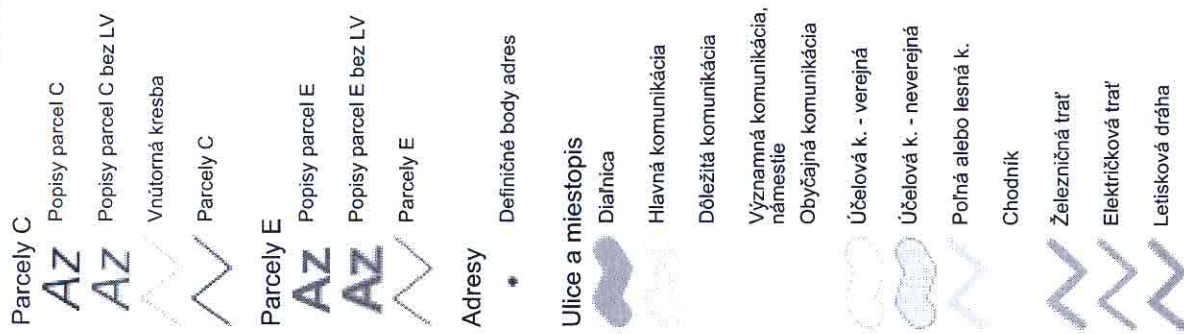 Parcely C
Az Popisy parcel C
Az Popisy parcel C bez LV
Vnútorná kresba
Parcely C
Parcely E
Az Popisy parcel E
Az Popisy parcel E bez LV
Parcely E
Adresy
Definičné body adres
Ulice a miestopis
Diaľnica
Hlavná komunikácia
Dôležitá komunikácia
Významná komunikácia,
námestie
Obyčajná komunikácia
Účelová k. - verejná
Účelová k. - neverejná
Poľná alebo lesná k.
Chodník
Železničná trať
Električková trať
Letisková dráha